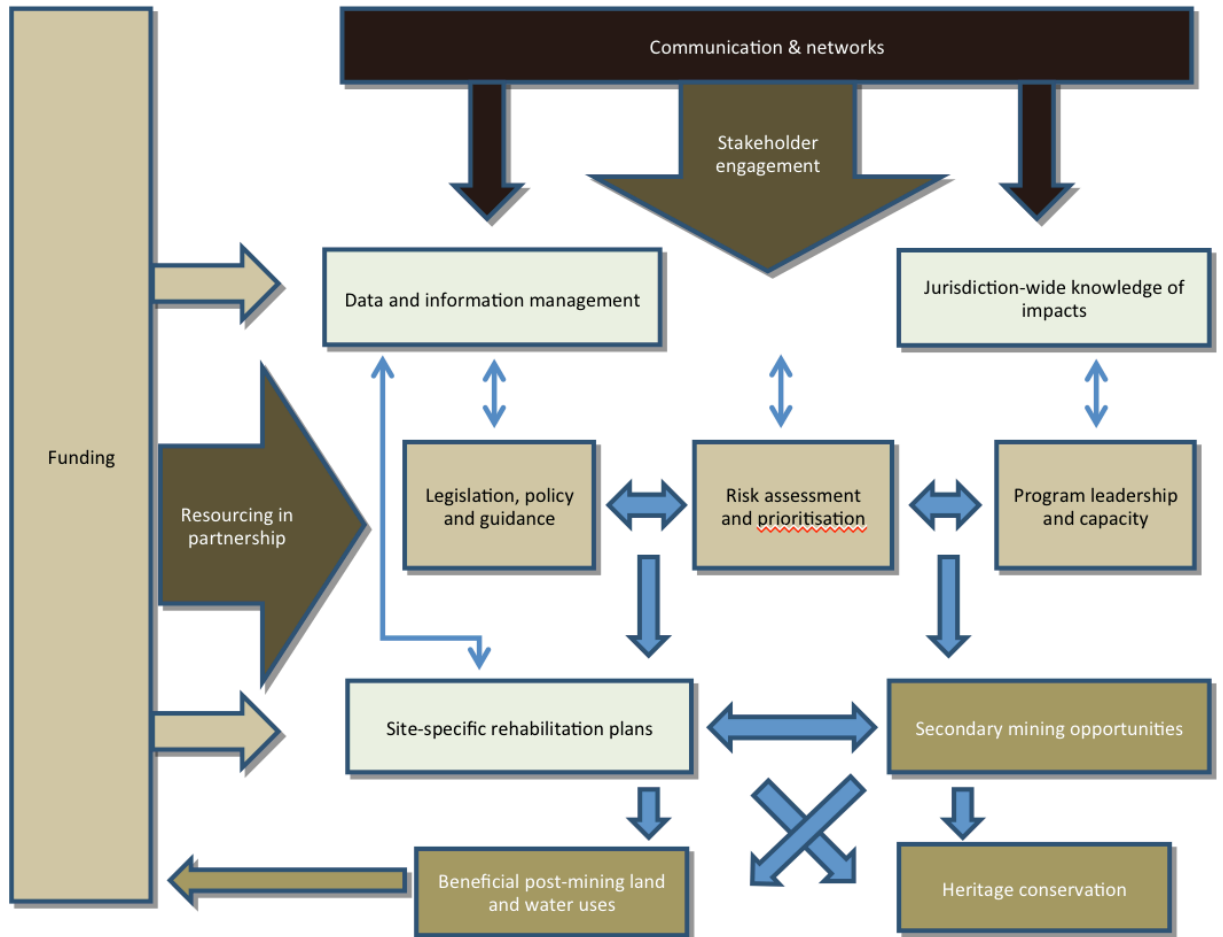 Communication & networks
Stakeholder
engagement
Data and information management
Jurisdiction-wide knowledge of
impacts
Funding
Resourcing in
partnership
Legislation, policy
and guidance
Risk assessment
and prioritisation
Program leadership
and capacity
Site-specific rehabilitation plans
Secondary mining opportunities
Beneficial post-mining land
and water uses
Heritage conservation